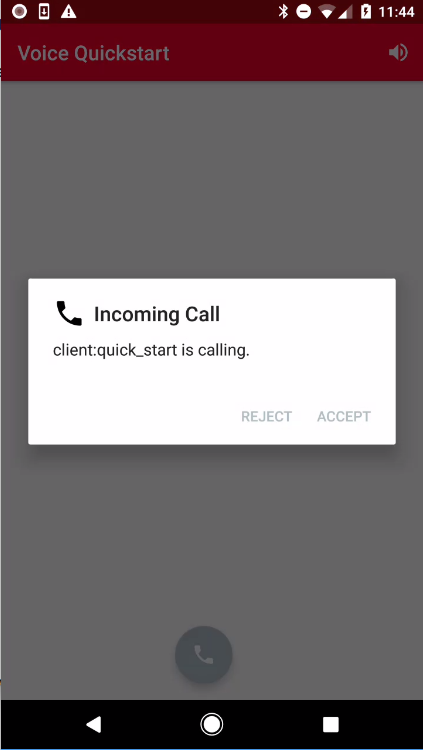 11:44
Voice Quickstart
Incoming Call
client:quick_start is calling.
REJECT ACCEPT